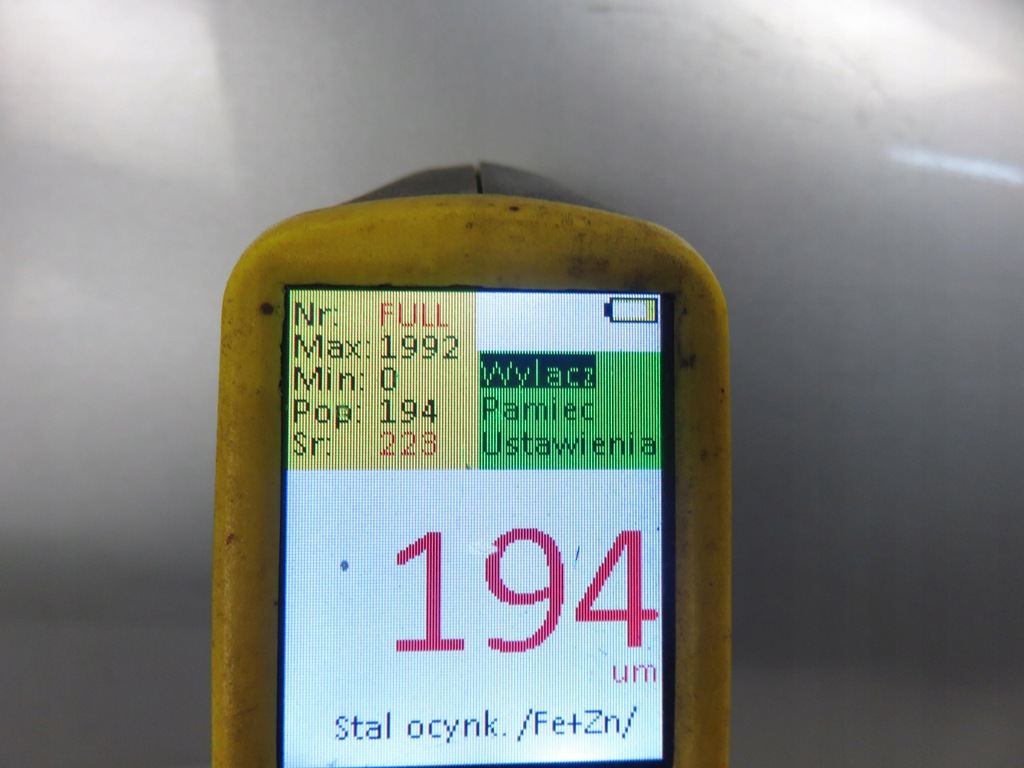 Nr: FULL
Max: 1992
Min: 0
Pop: 194
Sr: 223
Wylacz
Pamiec
Ustawienia
194
um
Stal ocynk. /Fe+Zn/